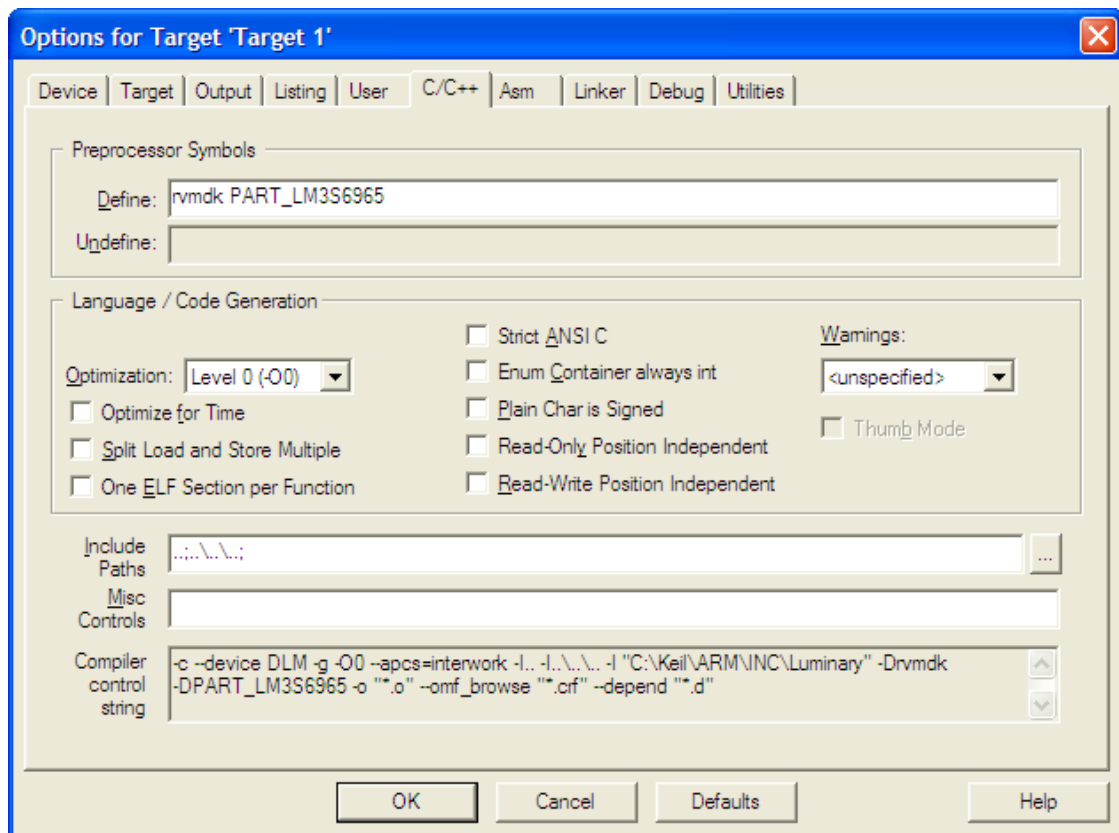 Options for Target 'Target 1'
Device Target Output Listing User C/C++ Asm Linker Debug Utilities
Preprocessor Symbols
Define: rvmdk PART_LM3S6965
Undefine:
Language / Code Generation
Strict ANSI C Warnings:
Optimization: Level 0 (-O0) Enum Container always int <unspecified>
Optimize for Time Plain Char is Signed Thumb Mode
Split Load and Store Multiple Read-Only Position Independent
One ELF Section per Function Read-Write Position Independent
Include
Paths ..;..\..\..;
...
Misc
Controls
Compiler
control
string
-c --device DLM -g -O0 --apcs=interwork -I.. -I..\..\.. -I "C:\Keil\ARM\INC\Luminary" -Drvmdk
-DPART_LM3S6965 -o "*.o" --omf_browse "*.crf" --depend "*.d"
OK Cancel Defaults Help